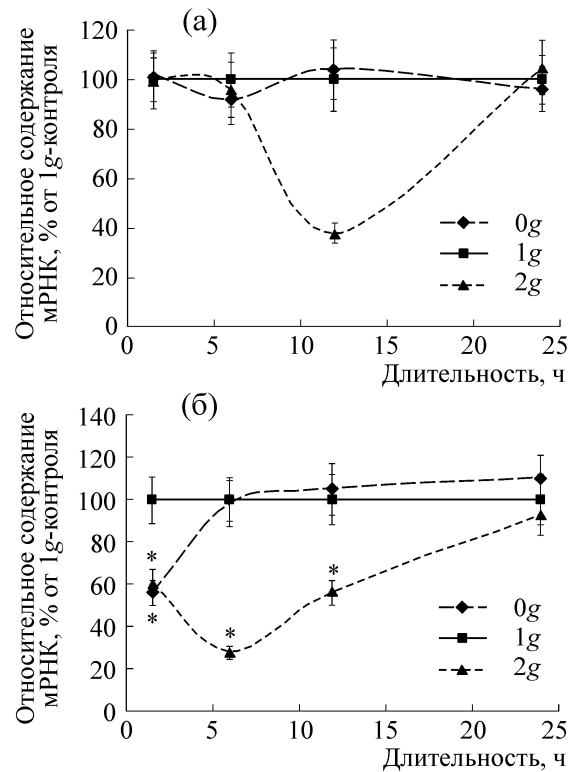 (а)
Относительное содержание
мРНК, % от 1g-контроля
120
100
80
60
40
20
0
0g
1g
2g
0 5 10 15 20 25
Длительность, ч
(б)
Относительное содержание
мРНК, % от 1g-контроля
140
120
100
80
60
40
20
0
*
*
*
*
0g
1g
2g
0 5 10 15 20 25
Длительность, ч